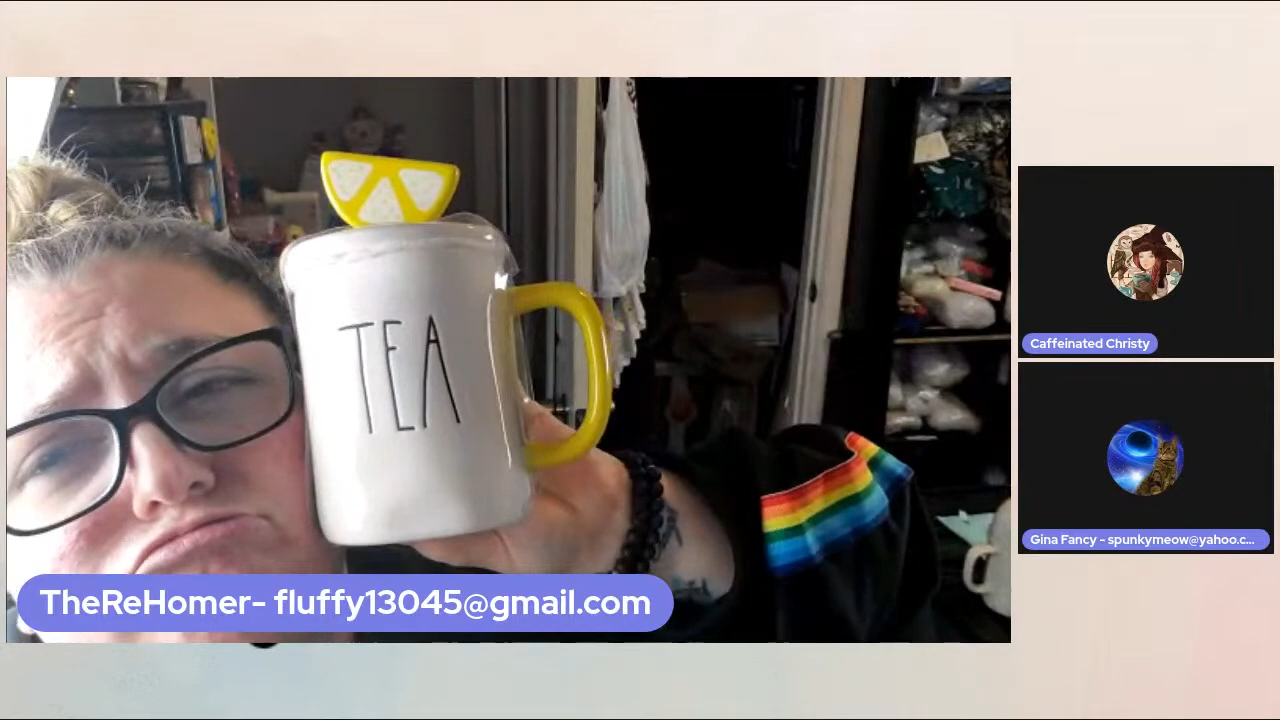 TEA
TheReHomer- fluffy13045@gmail.com
Caffeinated Christy
Gina Fancy - spunkymeow@yahoo.c...